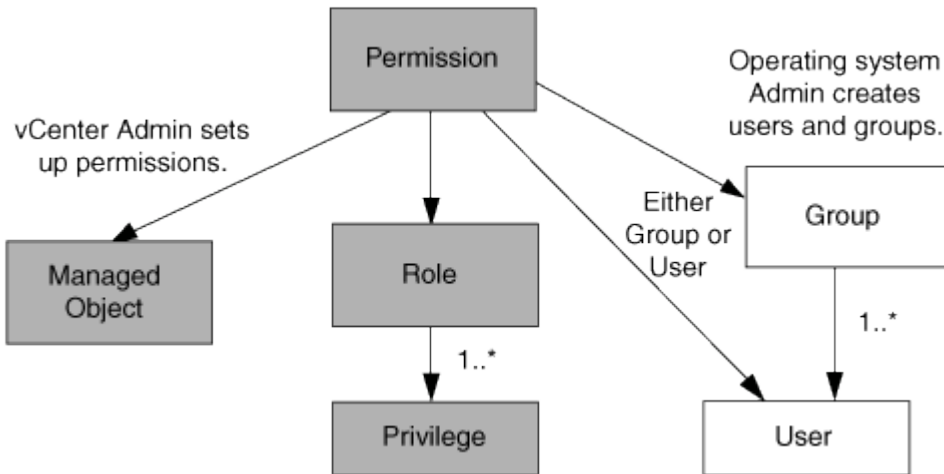 Permission
Operating system
Admin creates
users and groups.
vCenter Admin sets
up permissions.
Either
Group or
User
Group
Managed
Object
Role
1..*
1..*
Privilege
User